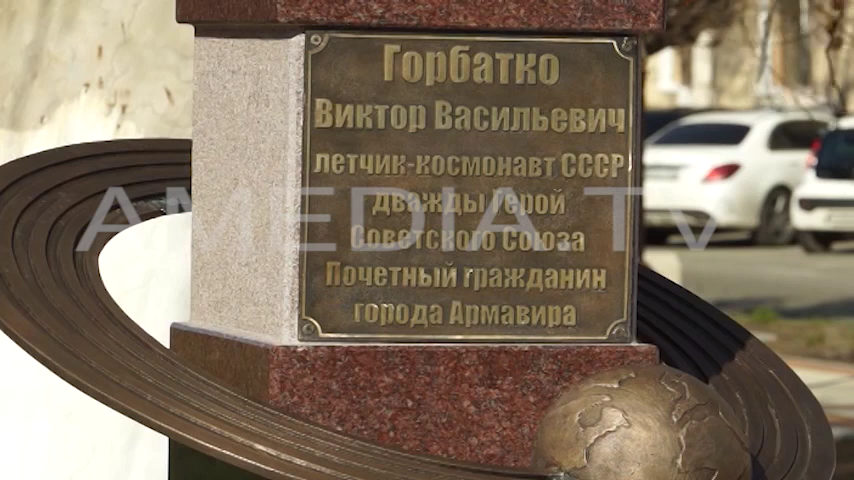 Горбатко
Виктор Васильевич
летчик-космонавт СССР
дважды герой
Советского Союза
Почетный гражданин
города Армавира
AMEDIA.Tv